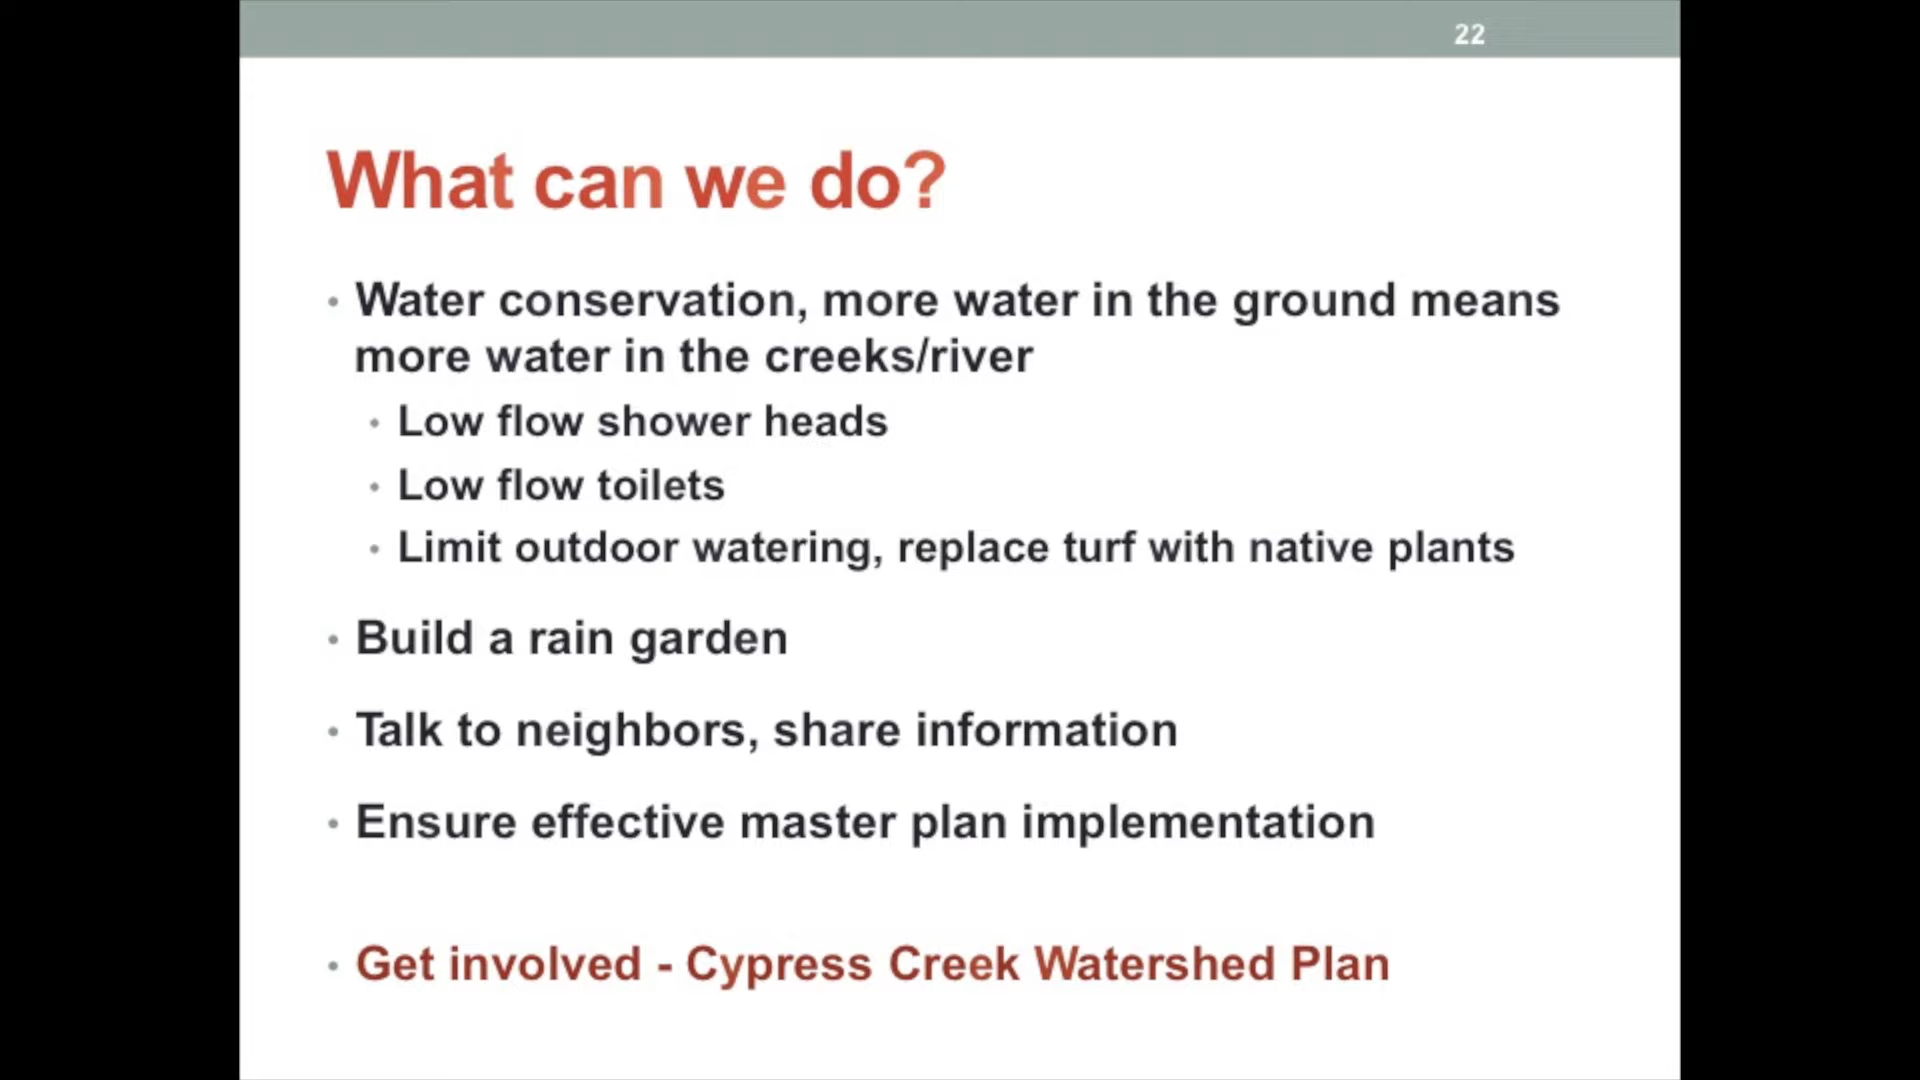 22
What can we do?
• Water conservation, more water in the ground means
more water in the creeks/river
• Low flow shower heads
• Low flow toilets
• Limit outdoor watering, replace turf with native plants
• Build a rain garden
• Talk to neighbors, share information
• Ensure effective master plan implementation
• Get involved - Cypress Creek Watershed Plan